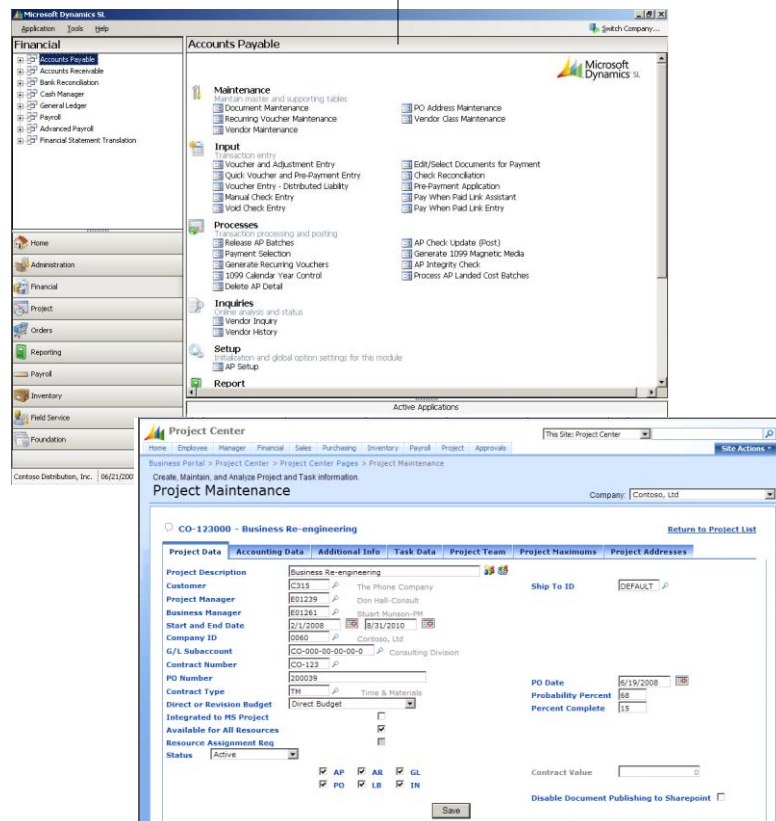 Microsoft Dynamics SL
Application Tools Help
Switch Company...
Financial
Accounts Payable
Accounts Receivable
Bank Reconciliation
Cash Manager
General Ledger
Payroll
Advanced Payroll
Financial Statement Translation
Home
Administration
Financial
Project
Orders
Reporting
Payroll
Inventory
Field Service
Foundation
Contoso Distribution, Inc. 06/21/200
Accounts Payable
Microsoft
Dynamics SL
Maintenance
Maintain master and supporting tables
Document Maintenance PO Address Maintenance
Recurring Voucher Maintenance Vendor Class Maintenance
Vendor Maintenance
Input
Transaction entry
Voucher and Adjustment Entry Edit/Select Documents for Payment
Quick Voucher and Pre-Payment Entry Check Reconciliation
Voucher Entry - Distributed Liability Pre-Payment Application
Manual Check Entry Pay When Paid Link Assistant
Void Check Entry Pay When Paid Link Entry
Processes
Transaction processing and posting
Release AP Batches AP Check Update (Post)
Payment Selection Generate 1099 Magnetic Media
Generate Recurring Vouchers AP Integrity Check
1099 Calendar Year Control Process AP Landed Cost Batches
Delete AP Detail
Inquiries
Online analysis and status
Vendor Inquiry
Vendor History
Setup
Initialization and global option settings for this module
AP Setup
Report
Active Applications
Project Center
This Site: Project Center
Home Employee Manager Financial Sales Purchasing Inventory Payroll Project Approvals
Site Actions
Business Portal > Project Center > Project Center Pages > Project Maintenance
Create, Maintain, and Analyze Project and Task information.
Project Maintenance
Company: Contoso, Ltd
CO-123000 - Business Re-engineering
Return to Project List
Project Data Accounting Data Additional Info Task Data Project Team Project Maximums Project Addresses
Project Description Business Re-engineering
Customer C315 The Phone Company Ship To ID DEFAULT
Project Manager E01239 Don Hall-Consult
Business Manager E01261 Stuart Munson-PM
Start and End Date 2/1/2008 8/31/2010
Company ID 0060 Contoso, Ltd
G/L Subaccount CO-000-00-00-00-0 Consulting Division
Contract Number CO-123
PO Number 200039 PO Date 6/19/2008
Contract Type TM Time & Materials Probability Percent 68
Direct or Revision Budget Direct Budget Percent Complete 15
Integrated to MS Project
Available for All Resources
Resource Assignment Req
Status Active
AP AR GL Contract Value 0
PO LB IN
Disable Document Publishing to Sharepoint
Save